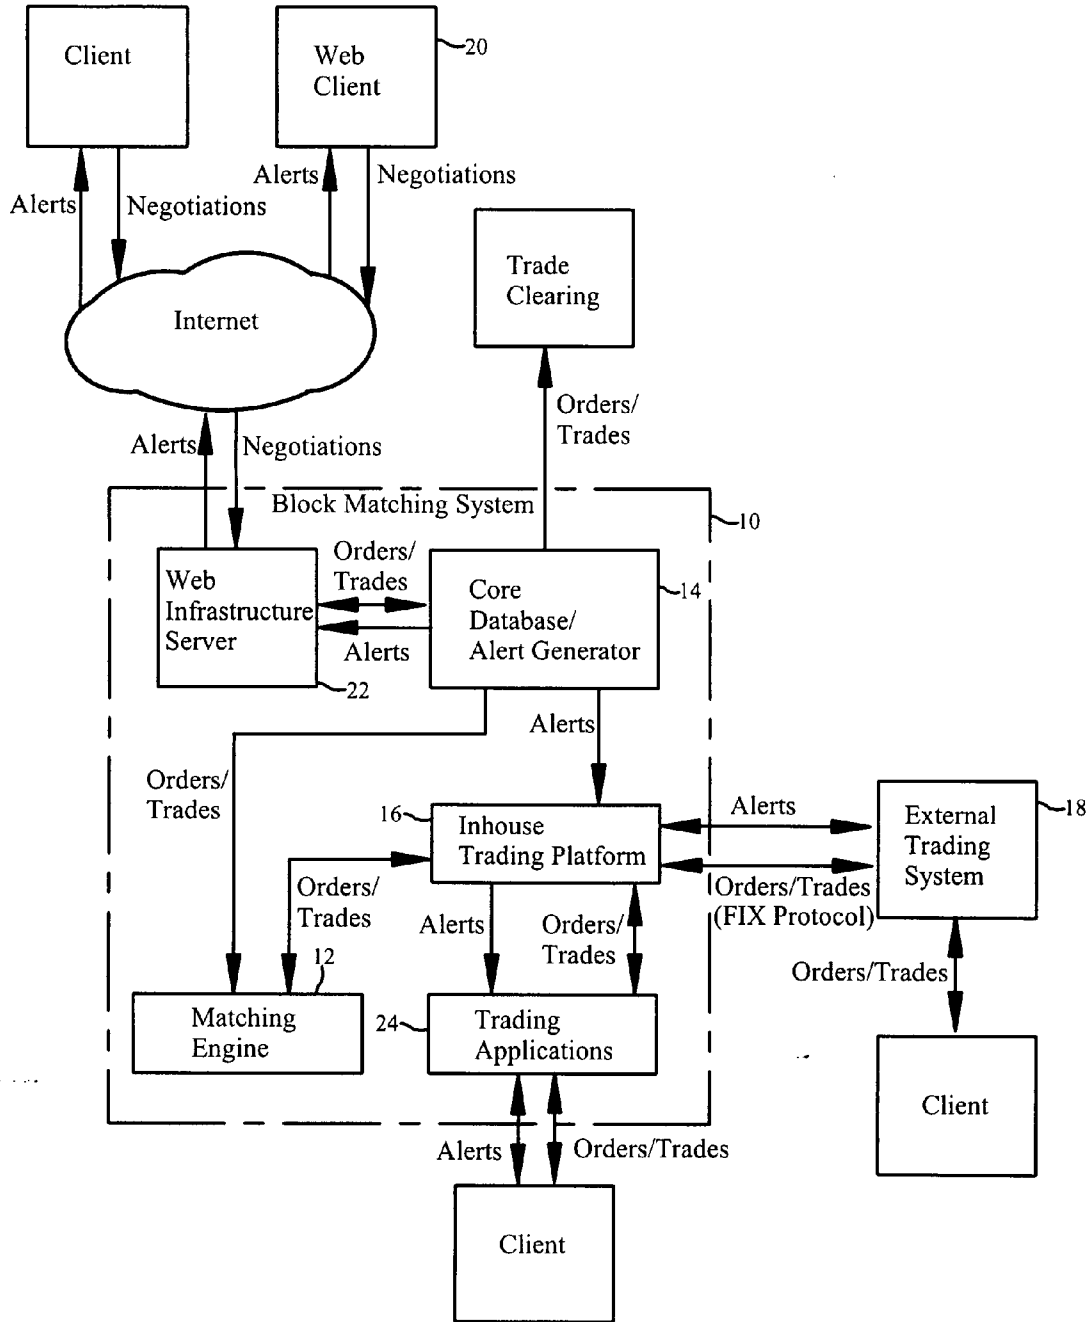 Client
Web
Client
20
Alerts
Negotiations
Alerts
Negotiations
Trade
Clearing
Internet
Orders/
Trades
Alerts
Negotiations
Block Matching System
10
Web
Infrastructure
Server
22
Orders/
Trades
Alerts
Core
Database/
Alert Generator
14
Alerts
Orders/
Trades
16
Inhouse
Trading Platform
Alerts
Orders/Trades
(FIX Protocol)
External
Trading
System
18
Orders/
Trades
Alerts
Orders/
Trades
Orders/Trades
12
Matching
Engine
24
Trading
Applications
Client
Alerts
Orders/Trades
Client